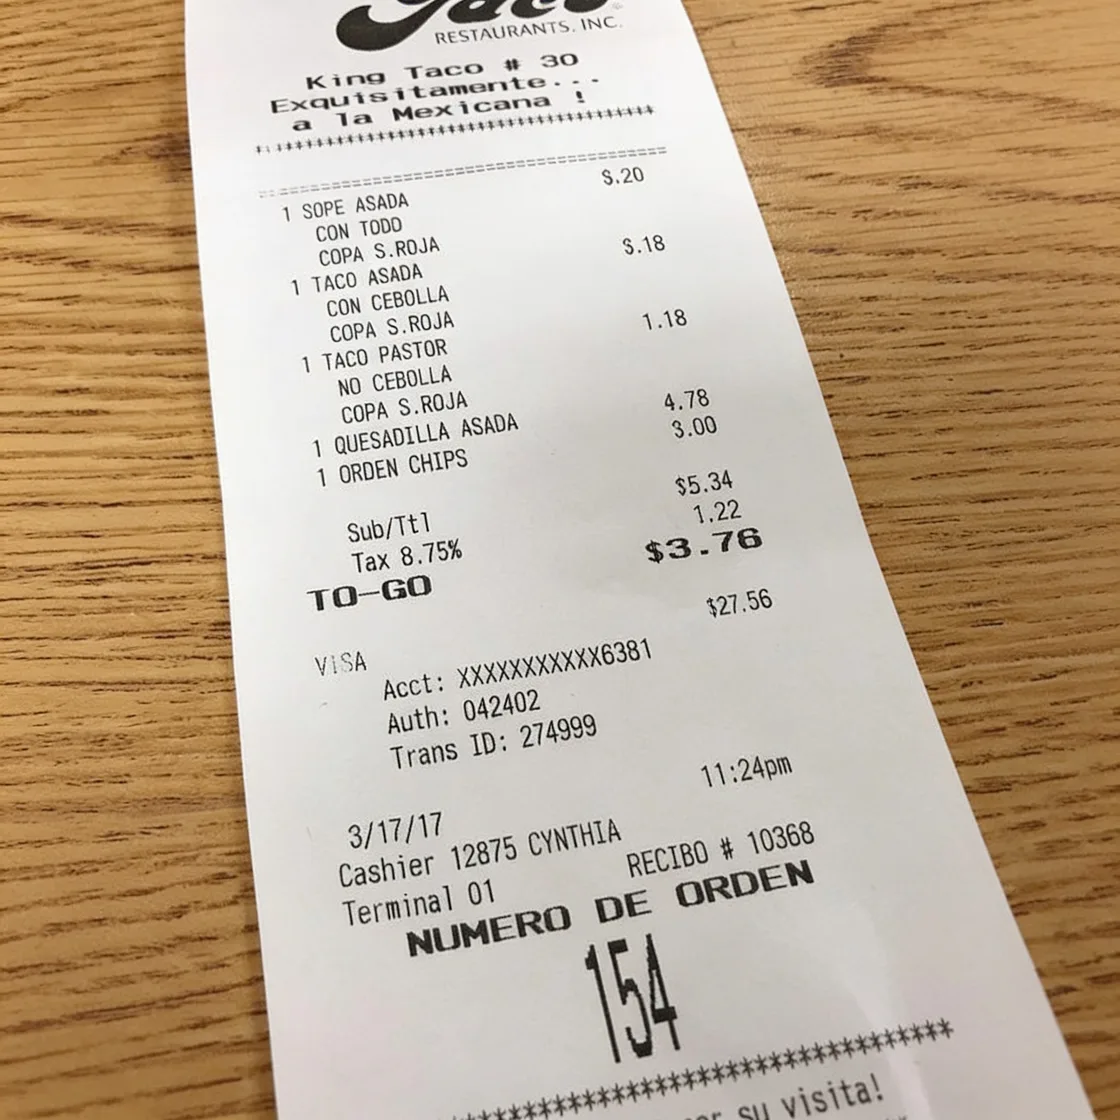 RESTAURANTS, INC.
King Taco # 30
Exquisitamente...
a la Mexicana !
1 SOPE ASADA $.20
CON TODO
COPA S.ROJA
1 TACO ASADA $.18
CON CEBOLLA
COPA S.ROJA
1 TACO PASTOR 1.18
NO CEBOLLA
COPA S.ROJA
1 QUESADILLA ASADA 4.78
1 ORDEN CHIPS 3.00
Sub/Ttl $5.34
Tax 8.75% 1.22
TO-GO $3.76
VISA $27.56
Acct: XXXXXXXXXXX6381
Auth: 042402
Trans ID: 274999
3/17/17 11:24pm
Cashier 12875 CYNTHIA
Terminal 01 RECIBO # 10368
NUMERO DE ORDEN
154
su visita!